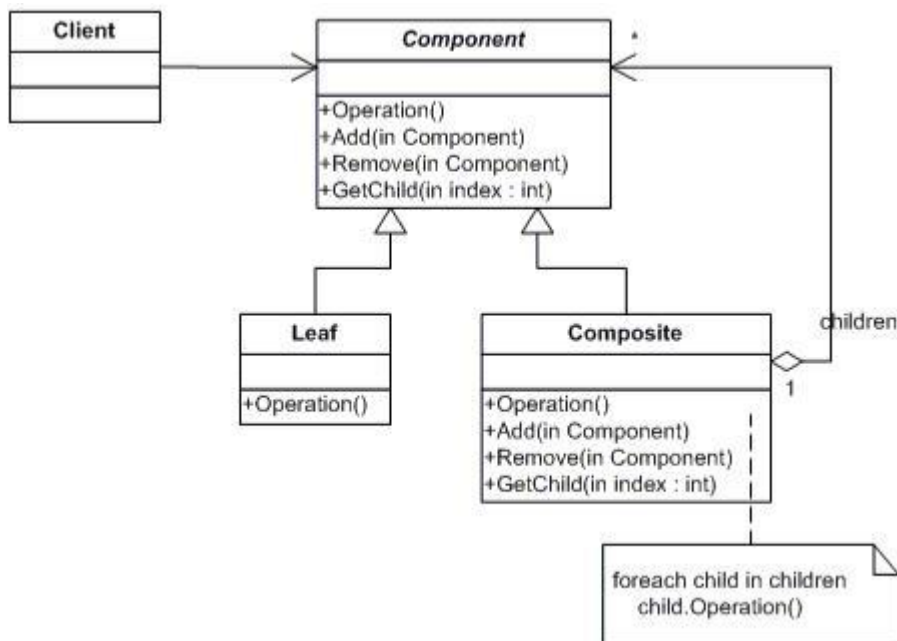 Client
Component
*
+Operation()
+Add(in Component)
+Remove(in Component)
+GetChild(in index : int)
children
Leaf
+Operation()
Composite
1
+Operation()
+Add(in Component)
+Remove(in Component)
+GetChild(in index : int)
foreach child in children
child.Operation()